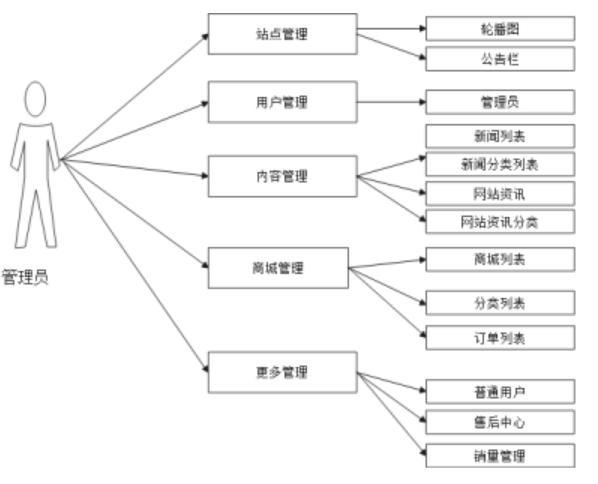 站点管理
轮播图
公告栏
用户管理
管理员
新闻列表
内容管理
新闻分类列表
网站资讯
网站资讯分类
管理员
商城管理
商城列表
分类列表
订单列表
更多管理
普通用户
售后中心
销量管理